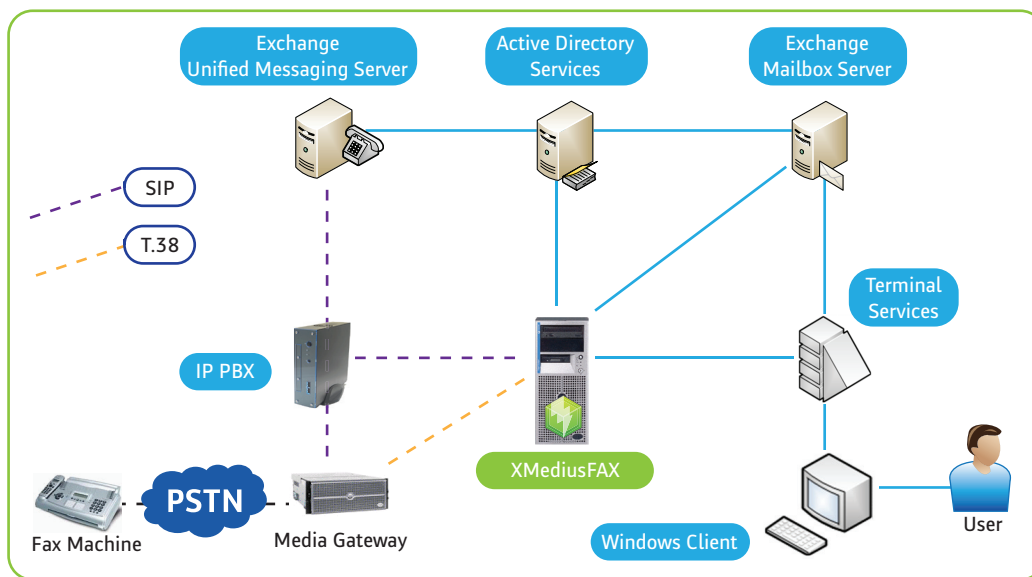 Exchange
Unified Messaging Server
Active Directory
Services
Exchange
Mailbox Server
SIP
T.38
Terminal
Services
IP PBX
XMediusFAX
PSTN
Fax Machine
Media Gateway
Windows Client
User